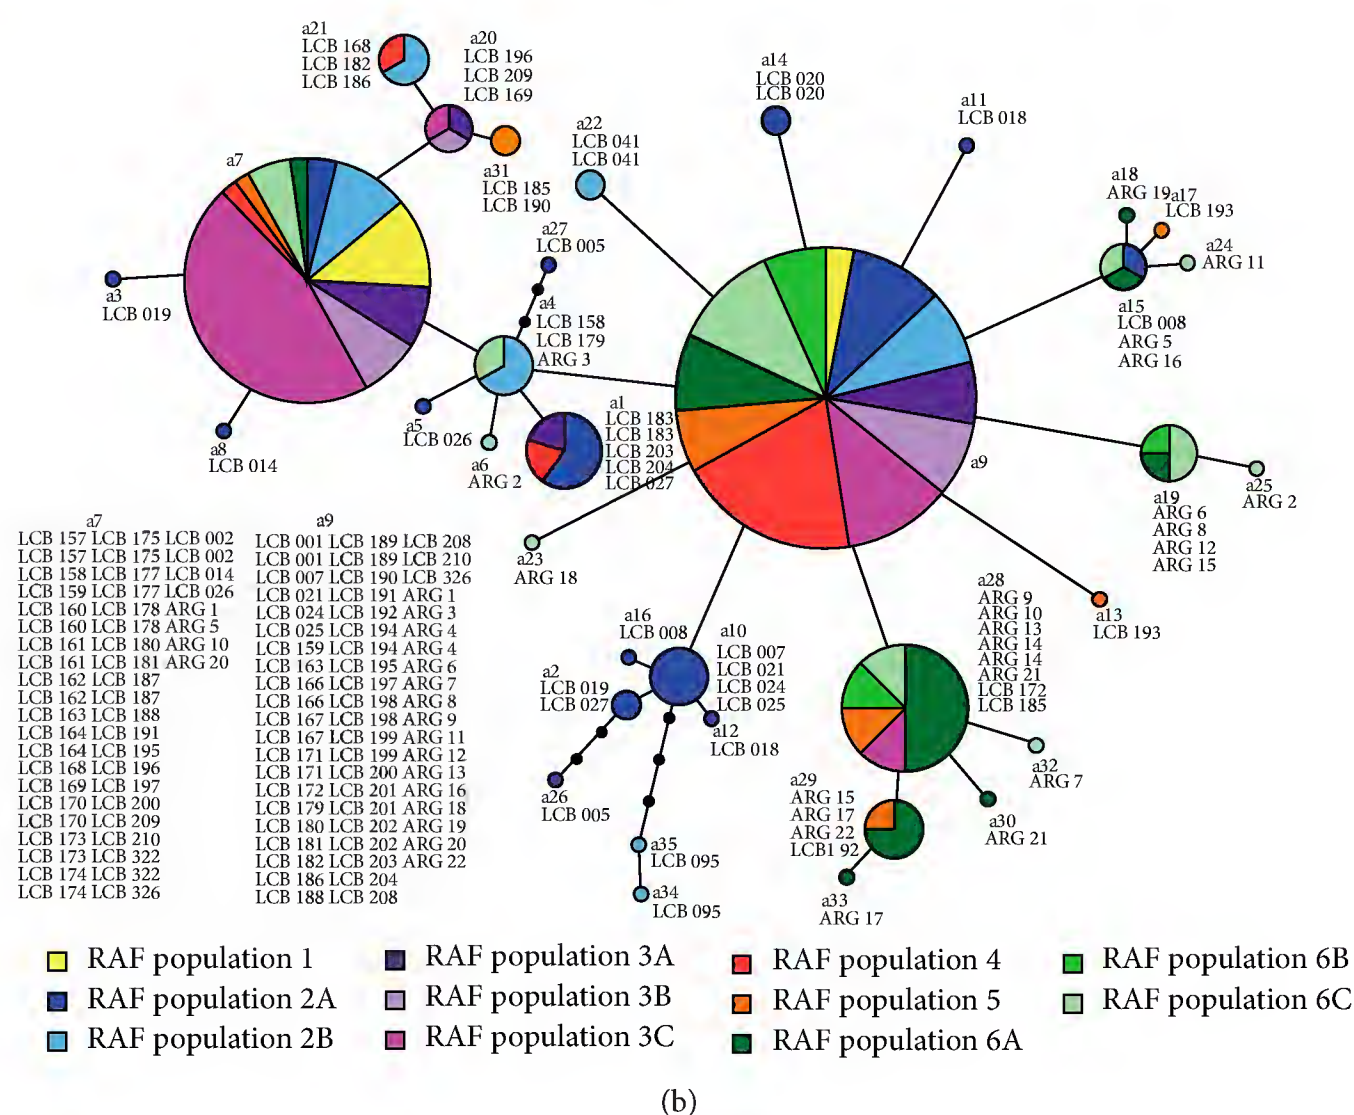 a21
LCB 168
LCB 182
LCB 186
a20
LCB 196
LCB 209
LCB 169
a14
LCB 020
LCB 020
a11
LCB 018
a22
LCB 041
LCB 041
a7
a31
LCB 185
LCB 190
a18
ARG 19
a17
LCB 193
a24
ARG 11
a27
LCB 005
a3
LCB 019
a4
LCB 158
LCB 179
ARG 3
a15
LCB 008
ARG 5
ARG 16
a1
LCB 183
LCB 183
LCB 203
LCB 204
LCB 027
a5
LCB 026
a8
LCB 014
a6
ARG 2
a9
a19
ARG 6
ARG 8
ARG 12
ARG 15
a25
ARG 2
a23
ARG 18
a7
LCB 157 LCB 175 LCB 002
LCB 157 LCB 175 LCB 002
LCB 158 LCB 177 LCB 014
LCB 159 LCB 177 LCB 026
LCB 160 LCB 178 ARG 1
LCB 160 LCB 178 ARG 5
LCB 161 LCB 180 ARG 10
LCB 161 LCB 181 ARG 20
LCB 162 LCB 187
LCB 162 LCB 187
LCB 163 LCB 188
LCB 164 LCB 191
LCB 164 LCB 195
LCB 168 LCB 196
LCB 169 LCB 197
LCB 170 LCB 200
LCB 170 LCB 209
LCB 173 LCB 210
LCB 173 LCB 322
LCB 174 LCB 322
LCB 174 LCB 326
a9
LCB 001 LCB 189 LCB 208
LCB 001 LCB 189 LCB 210
LCB 007 LCB 190 LCB 326
LCB 021 LCB 191 ARG 1
LCB 024 LCB 192 ARG 3
LCB 025 LCB 194 ARG 4
LCB 159 LCB 194 ARG 4
LCB 163 LCB 195 ARG 6
LCB 166 LCB 197 ARG 7
LCB 166 LCB 198 ARG 8
LCB 167 LCB 198 ARG 9
LCB 167 LCB 199 ARG 11
LCB 171 LCB 199 ARG 12
LCB 171 LCB 200 ARG 13
LCB 172 LCB 201 ARG 16
LCB 179 LCB 201 ARG 18
LCB 180 LCB 202 ARG 19
LCB 181 LCB 202 ARG 20
LCB 182 LCB 203 ARG 22
LCB 186 LCB 204
LCB 188 LCB 208
a28
ARG 9
ARG 10
ARG 13
ARG 14
ARG 14
ARG 21
LCB 172
LCB 185
a13
LCB 193
a16
LCB 008
a10
LCB 007
LCB 021
LCB 024
LCB 025
a2
LCB 019
LCB 027
a12
LCB 018
a26
LCB 005
a32
ARG 7
a29
ARG 15
ARG 17
ARG 22
LCB1 92
a30
ARG 21
a35
LCB 095
a34
LCB 095
a33
ARG 17
RAF population 1
RAF population 2A
RAF population 2B
RAF population 3A
RAF population 3B
RAF population 3C
RAF population 4
RAF population 5
RAF population 6A
RAF population 6B
RAF population 6C
(b)